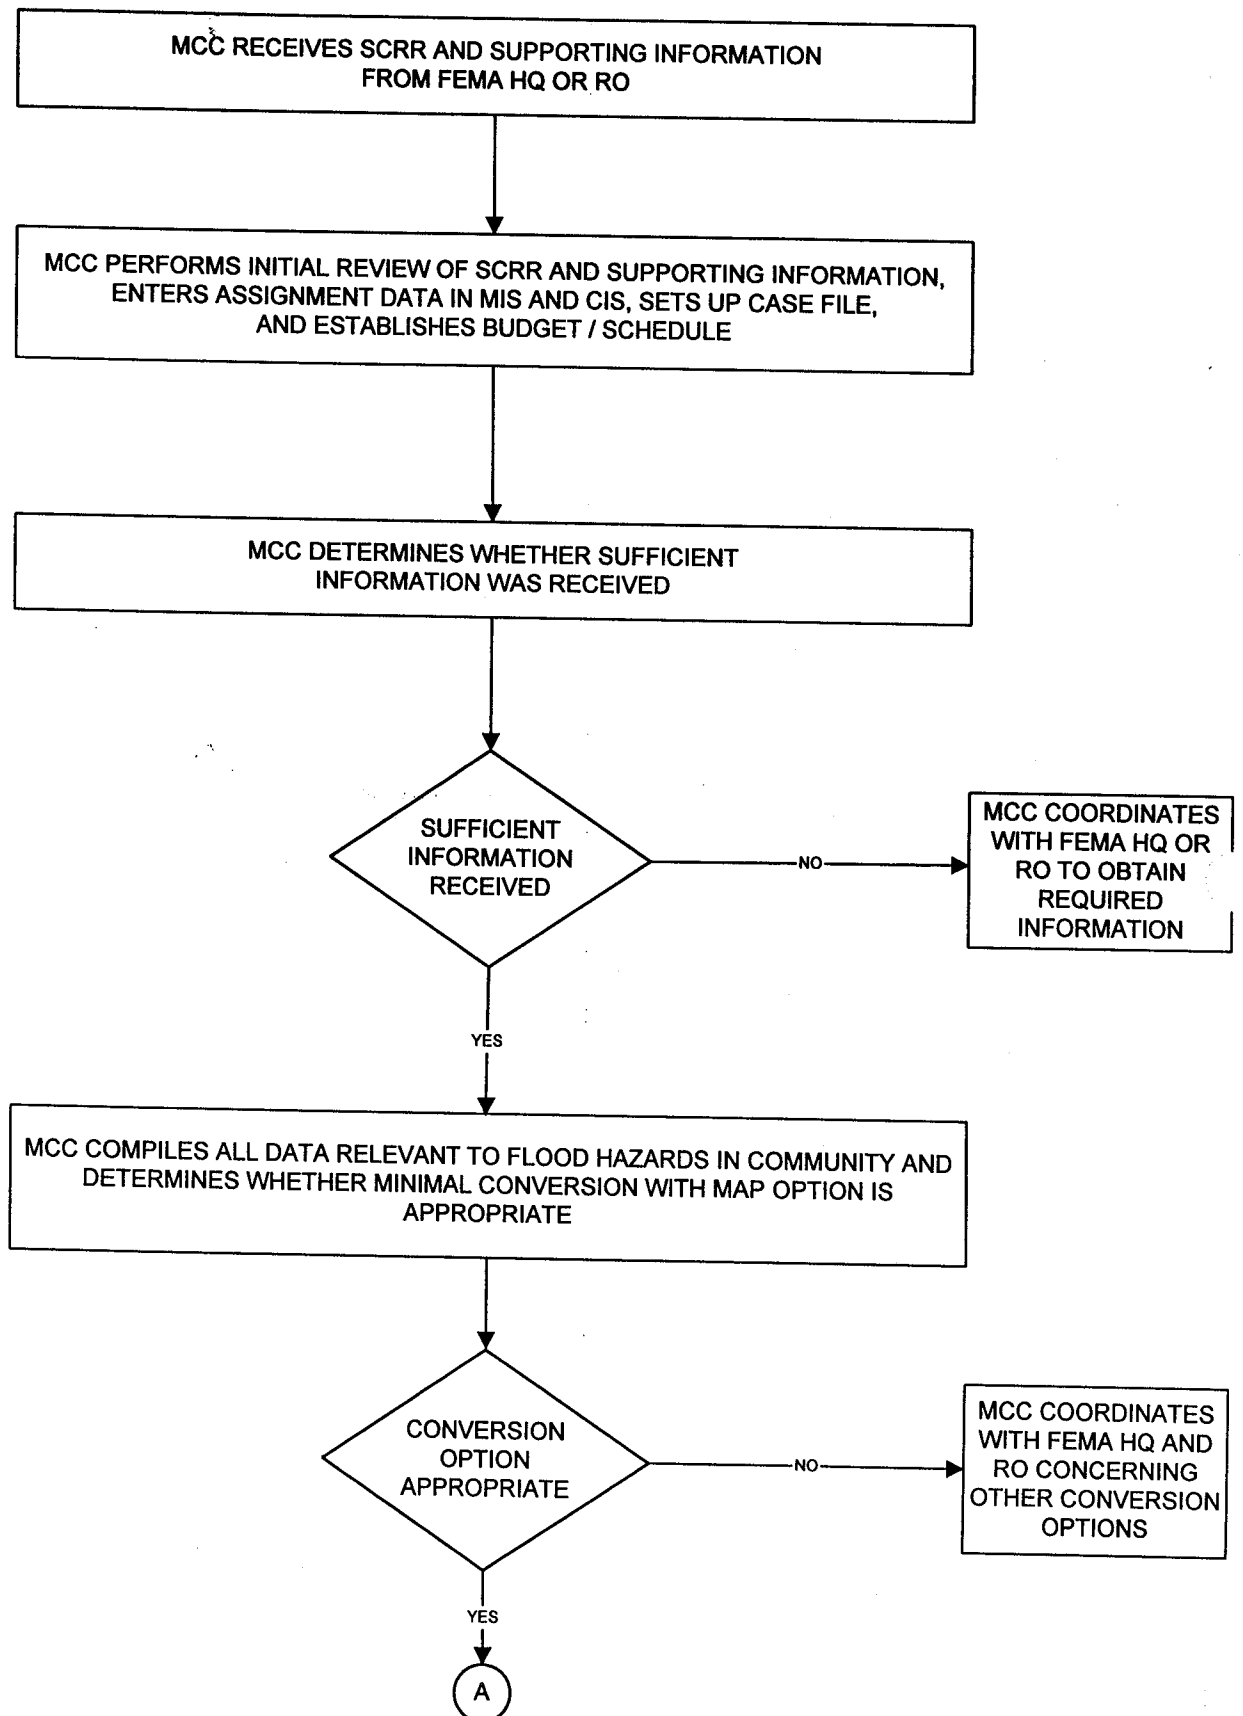 MCC RECEIVES SCRR AND SUPPORTING INFORMATION
FROM FEMA HQ OR RO
MCC PERFORMS INITIAL REVIEW OF SCRR AND SUPPORTING INFORMATION,
ENTERS ASSIGNMENT DATA IN MIS AND CIS, SETS UP CASE FILE,
AND ESTABLISHES BUDGET / SCHEDULE
MCC DETERMINES WHETHER SUFFICIENT
INFORMATION WAS RECEIVED
SUFFICIENT
INFORMATION
RECEIVED
NO
MCC COORDINATES
WITH FEMA HQ OR
RO TO OBTAIN
REQUIRED
INFORMATION
YES
MCC COMPILES ALL DATA RELEVANT TO FLOOD HAZARDS IN COMMUNITY AND
DETERMINES WHETHER MINIMAL CONVERSION WITH MAP OPTION IS
APPROPRIATE
CONVERSION
OPTION
APPROPRIATE
NO
MCC COORDINATES
WITH FEMA HQ AND
RO CONCERNING
OTHER CONVERSION
OPTIONS
YES
A